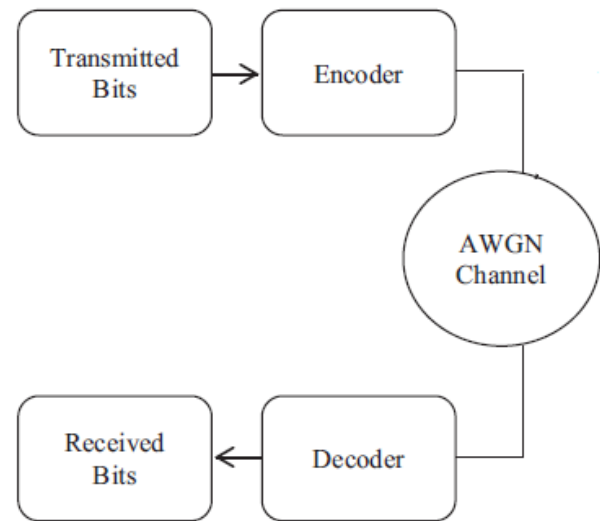 Transmitted
Bits
Encoder
AWGN
Channel
Received
Bits
Decoder